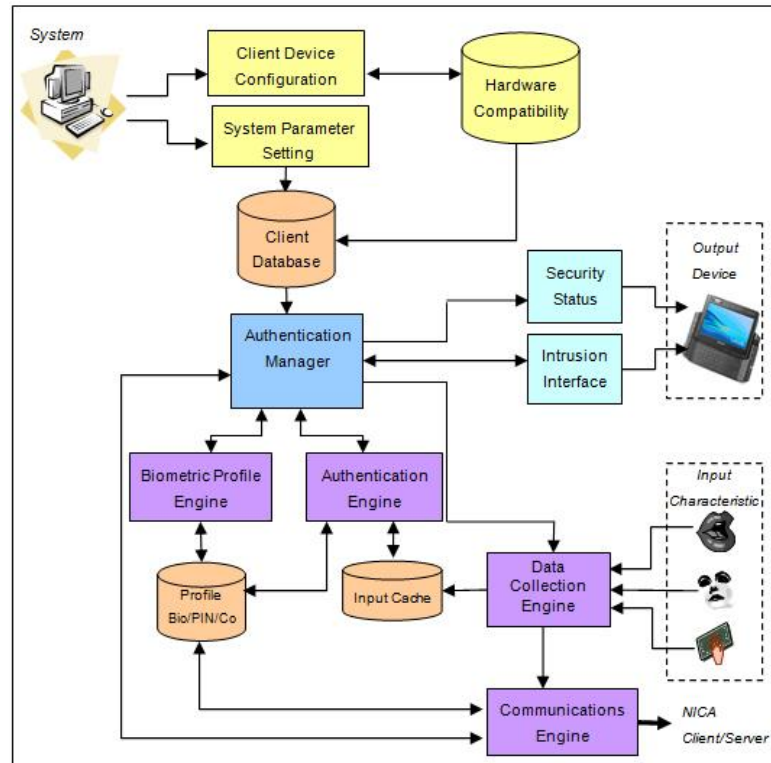 System
Client Device
Configuration
Hardware
Compatibility
System Parameter
Setting
Client
Database
Output
Device
Security
Status
Authentication
Manager
Intrusion
Interface
Biometric Profile
Engine
Authentication
Engine
Input
Characteristic
Profile
Bio/PIN/Co
Input Cache
Data
Collection
Engine
Communications
Engine
NICA
Client/Server